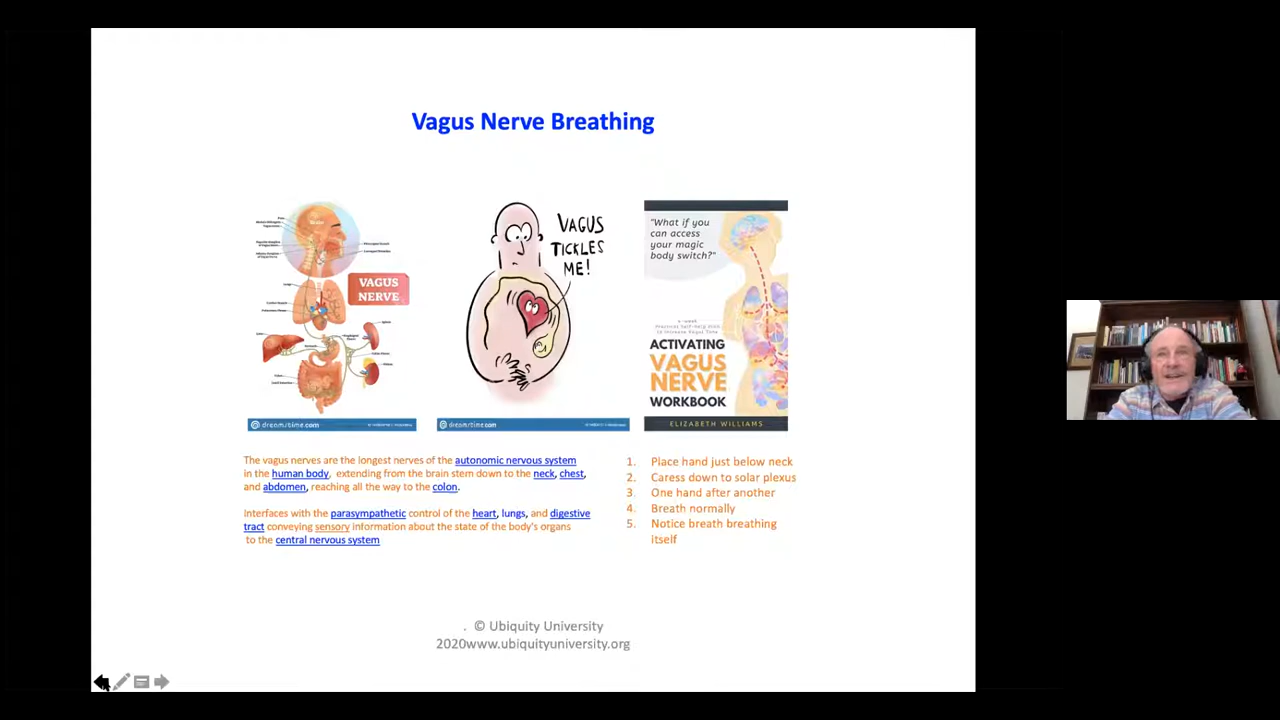 Vagus Nerve Breathing
VAGUS
NERVE
VAGUS
TICKLES
ME!
"What if you
can access
your magic
body switch?"
ACTIVATING
VAGUS
NERVE
WORKBOOK
ELIZABETH WILLIAMS
dreamstime.com
dreamstime.com
The vagus nerves are the longest nerves of the autonomic nervous system
in the human body, extending from the brain stem down to the neck, chest,
and abdomen, reaching all the way to the colon.
Interfaces with the parasympathetic control of the heart, lungs, and digestive
tract conveying sensory information about the state of the body's organs
to the central nervous system
1. Place hand just below neck
2. Caress down to solar plexus
3. One hand after another
4. Breath normally
5. Notice breath breathing
itself
. © Ubiquity University
2020www.ubiquityuniversity.org